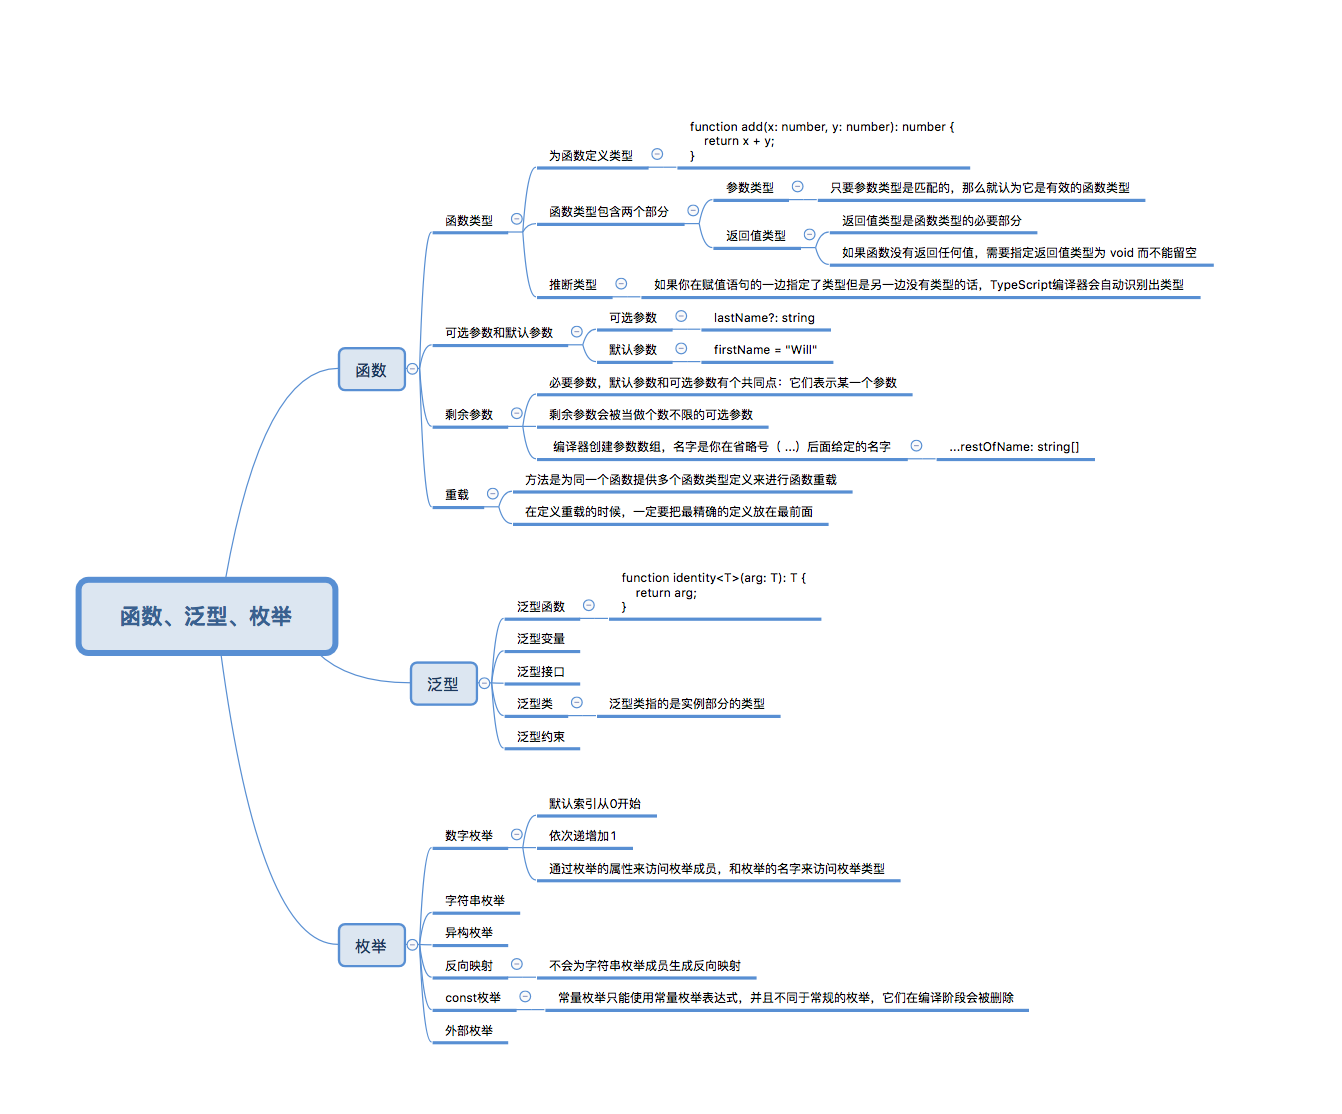 函数、泛型、枚举
函数
函数类型
为函数定义类型
function add(x: number, y: number): number {
    return x + y;
}
函数类型包含两个部分
参数类型
只要参数类型是匹配的，那么就认为它是有效的函数类型
返回值类型
返回值类型是函数类型的必要部分
如果函数没有返回任何值，需要指定返回值类型为 void 而不能留空
推断类型
如果你在赋值语句的一边指定了类型但是另一边没有类型的话，TypeScript编译器会自动识别出类型
可选参数和默认参数
可选参数
lastName?: string
默认参数
firstName = "Will"
剩余参数
必要参数，默认参数和可选参数有个共同点：它们表示某一个参数
剩余参数会被当做个数不限的可选参数
编译器创建参数数组，名字是你在省略号（ ...）后面给定的名字
...restOfName: string[]
重载
方法是为同一个函数提供多个函数类型定义来进行函数重载
在定义重载的时候，一定要把最精确的定义放在最前面
泛型
泛型函数
function identity<T>(arg: T): T {
    return arg;
}
泛型变量
泛型接口
泛型类
泛型类指的是实例部分的类型
泛型约束
枚举
数字枚举
默认索引从0开始
依次递增加1
通过枚举的属性来访问枚举成员，和枚举的名字来访问枚举类型
字符串枚举
异构枚举
反向映射
不会为字符串枚举成员生成反向映射
const枚举
常量枚举只能使用常量枚举表达式，并且不同于常规的枚举，它们在编译阶段会被删除
外部枚举